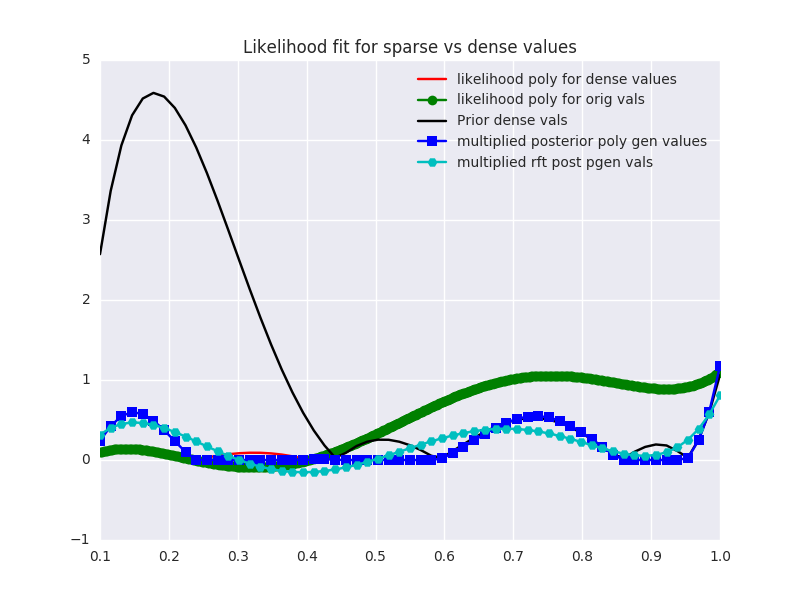 Likelihood fit for sparse vs dense values
5
likelihood poly for dense values
likelihood poly for orig vals
Prior dense vals
multiplied posterior poly gen values
multiplied rft post pgen vals
4
3
2
1
0
−1
0.1 0.2 0.3 0.4 0.5 0.6 0.7 0.8 0.9 1.0